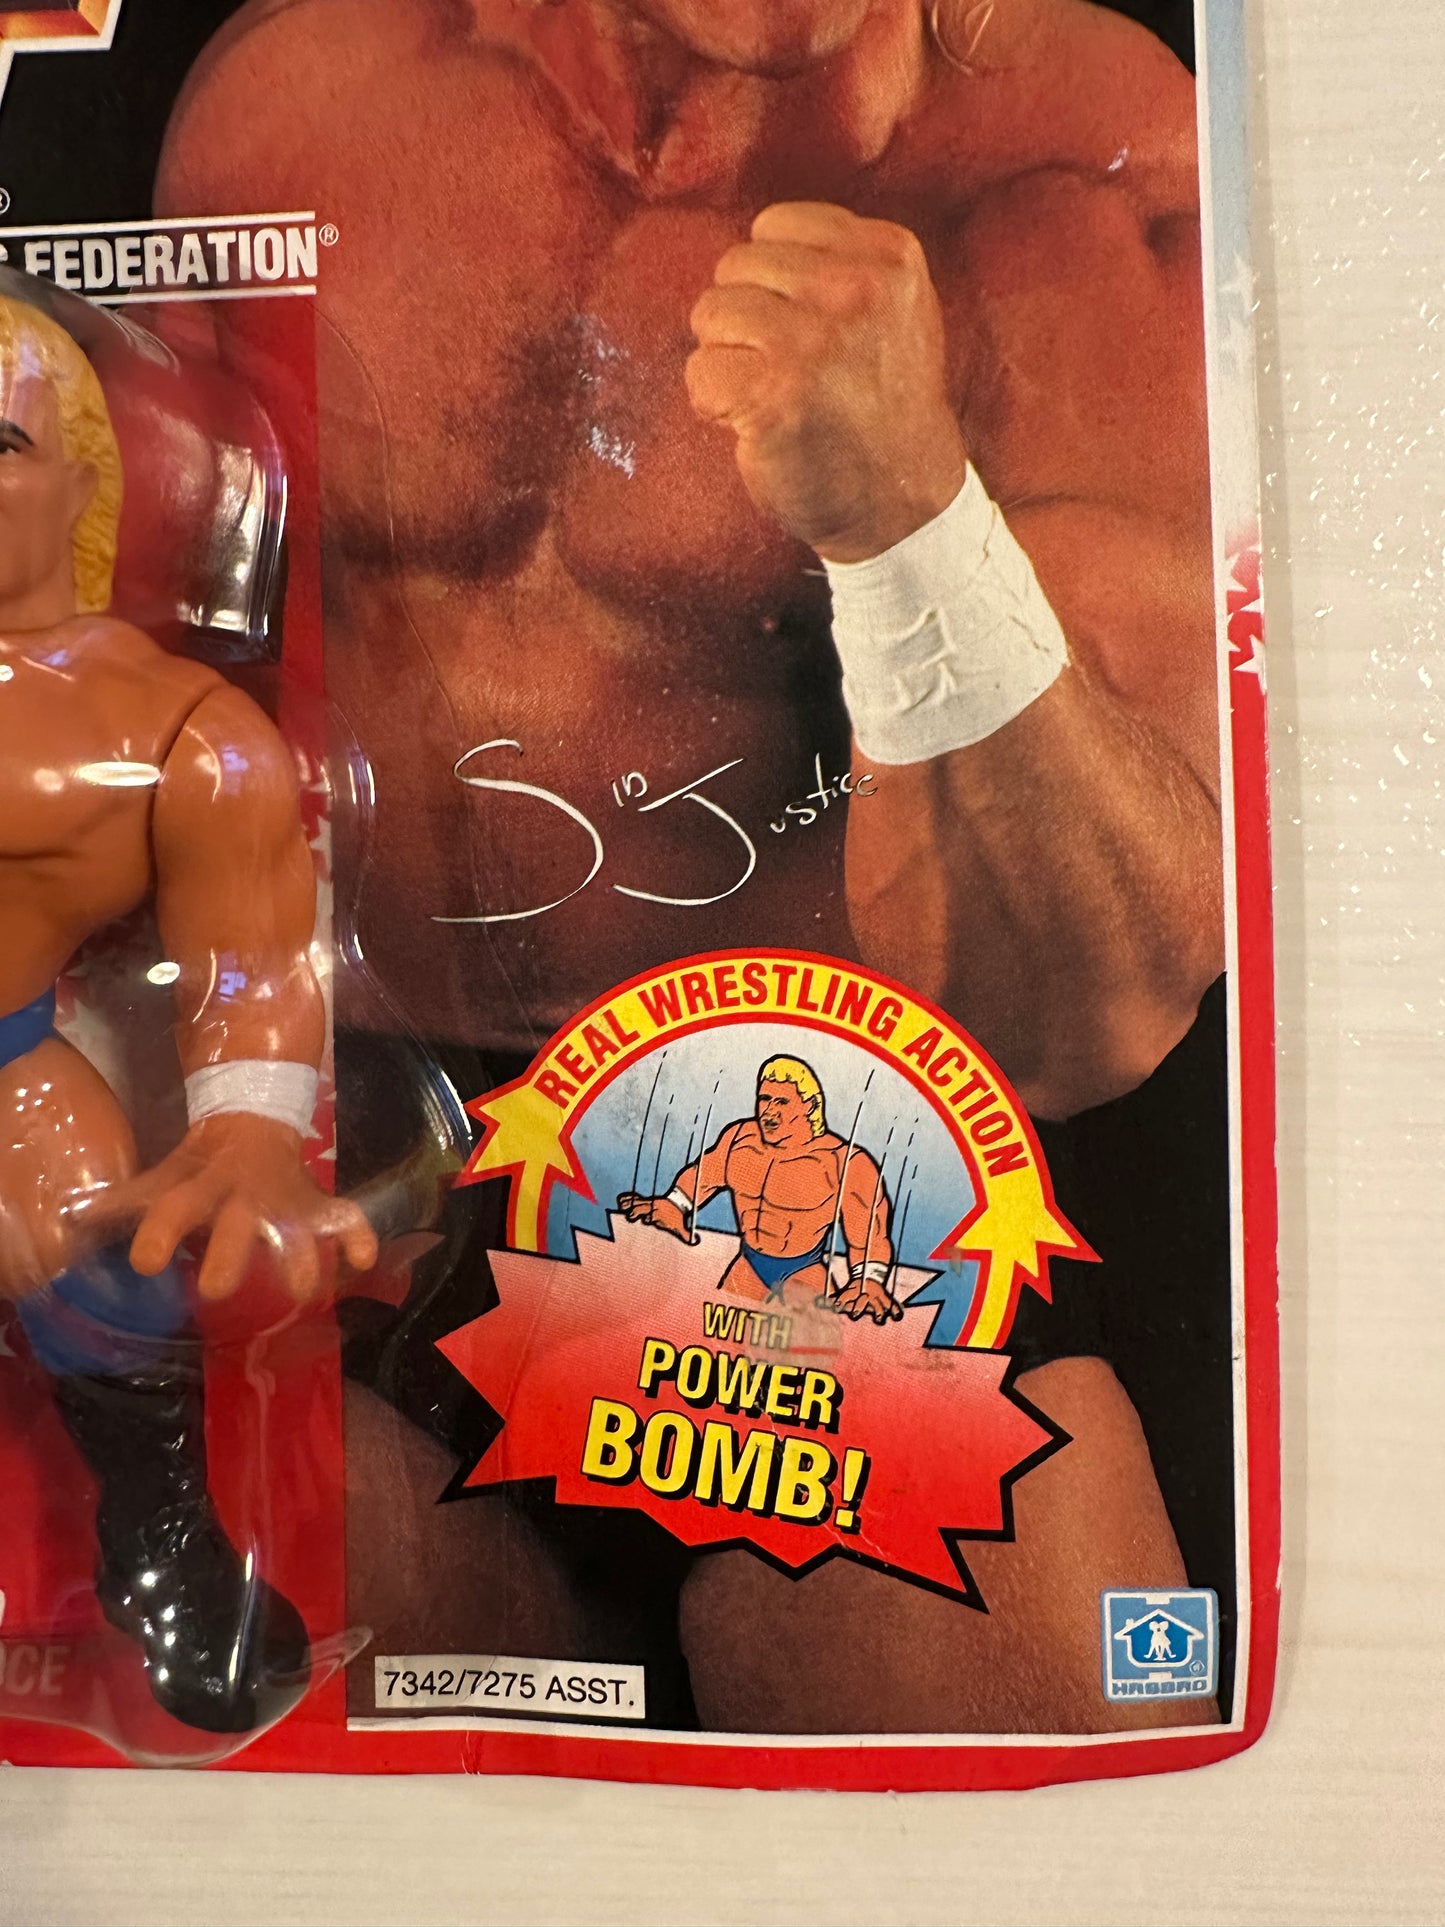 ®
FEDERATION®
Sid Justice
REAL WRESTLING ACTION
WITH
POWER
BOMB!
7342/7275 ASST.
HASBRO